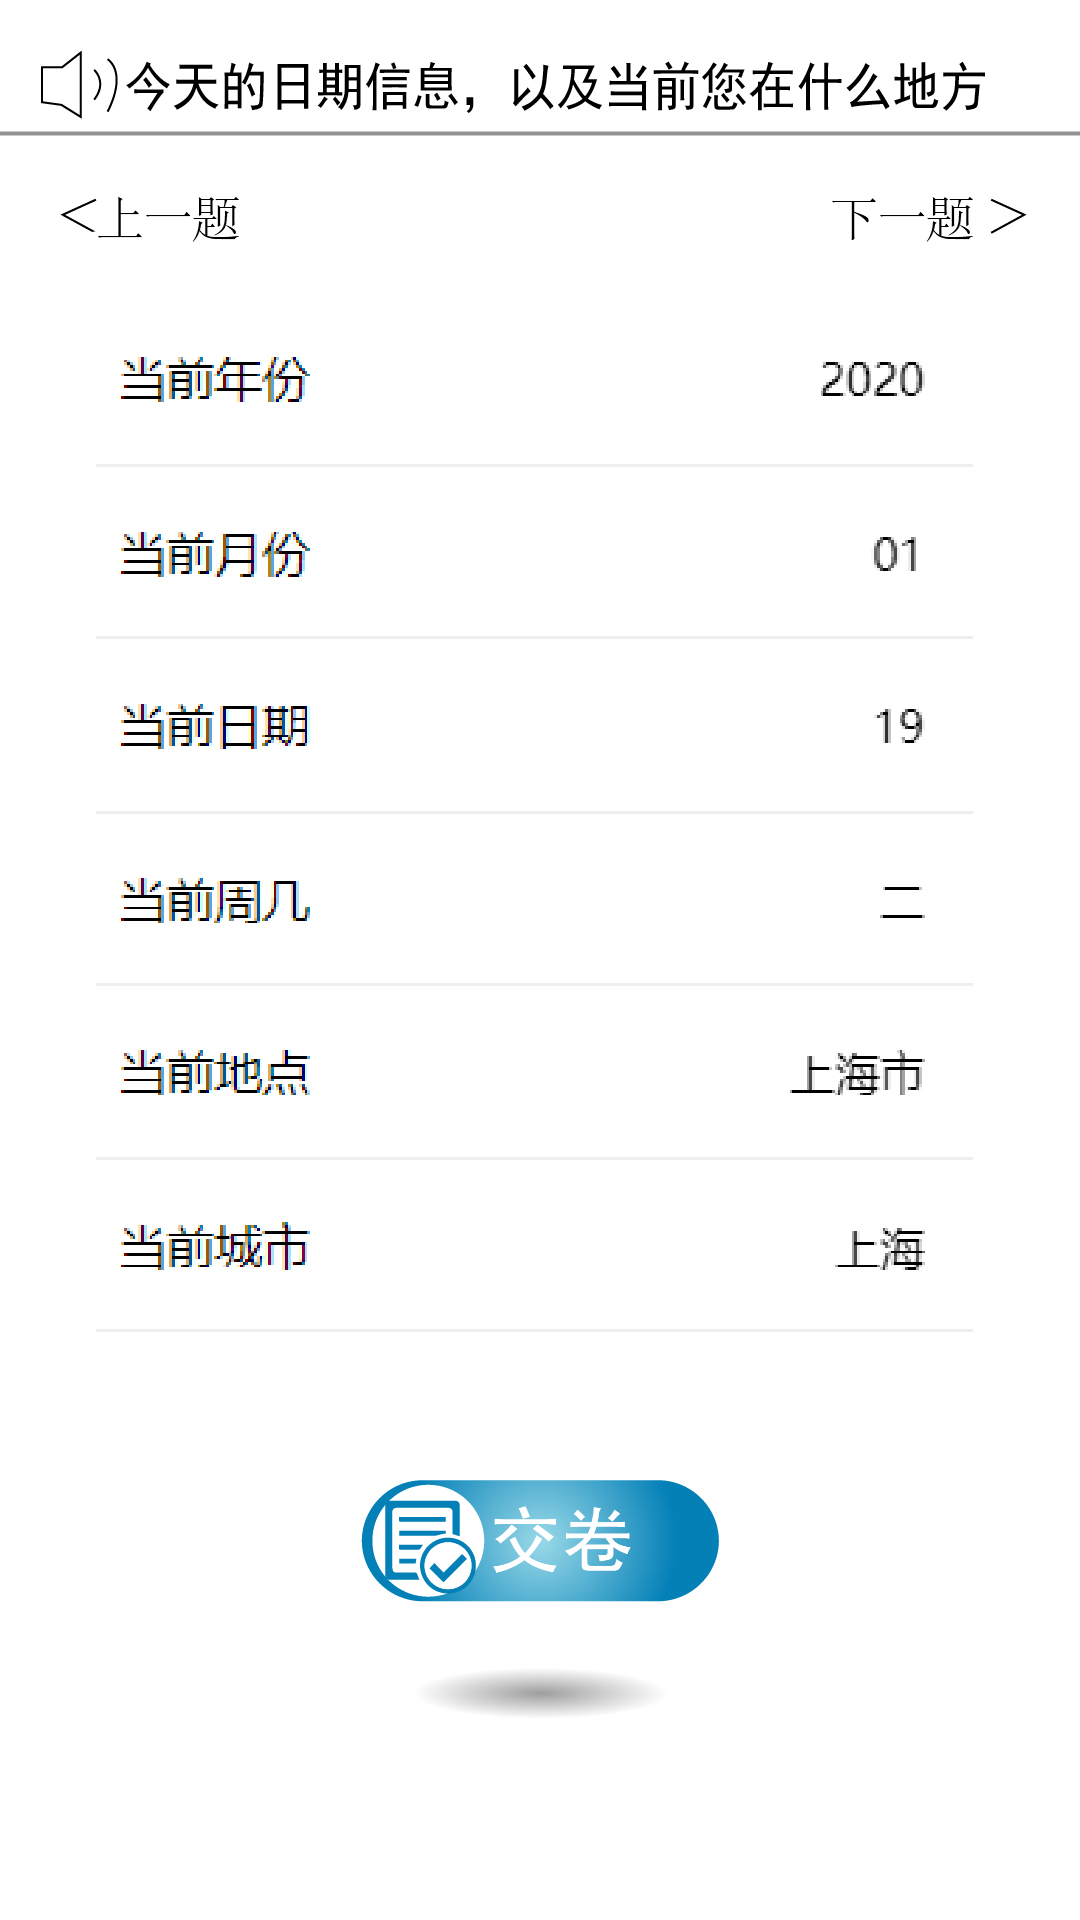 今天的日期信息，以及当前您在什么地方
<上一题 下一题 >
当前年份 2020
当前月份 01
当前日期 19
当前周几 二
当前地点 上海市
当前城市 上海
交卷